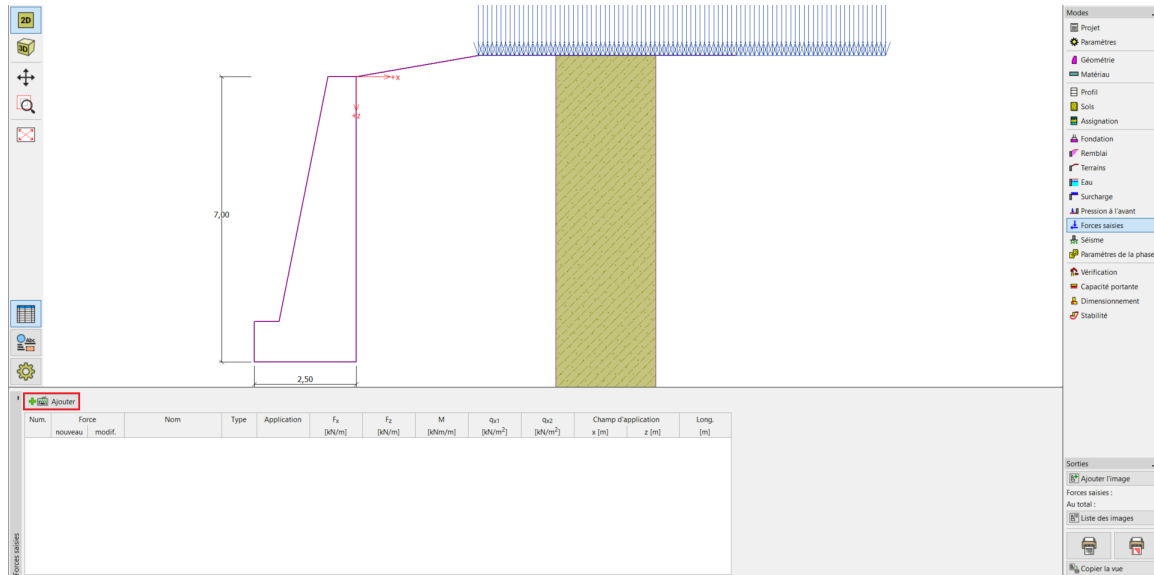 2D
3D
+x
+z
7,00
2,50
Abc
Modes
Projet
Paramètres
Géométrie
Matériau
Profil
Sols
Assignation
Fondation
Remblai
Terrains
Eau
Surcharge
Pression à l'avant
Forces saisies
Séisme
Paramètres de la phase
Vérification
Capacité portante
Dimensionnement
Stabilité
Ajouter
Num. Force Nom Type Application Fx Fz M qx1 qx2 Champ d'application Long.
nouveau modif. [kN/m] [kN/m] [kNm/m] [kN/m²] [kN/m²] x [m] z [m] [m]
Forces saisies
Sorties
Ajouter l'image
Forces saisies :
Au total :
Liste des images
Copier la vue